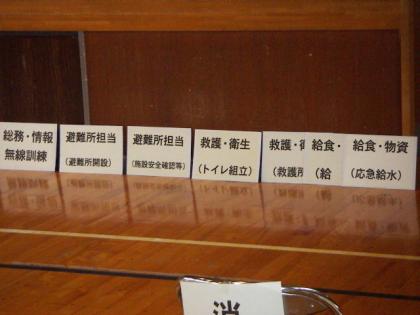 総務・情報
無線訓練
避難所担当
(避難所開設)
避難所担当
(施設安全確認等)
救護・衛生
(トイレ組立)
救護・
(救護所
給食・
(給
給食・物資
(応急給水)
消